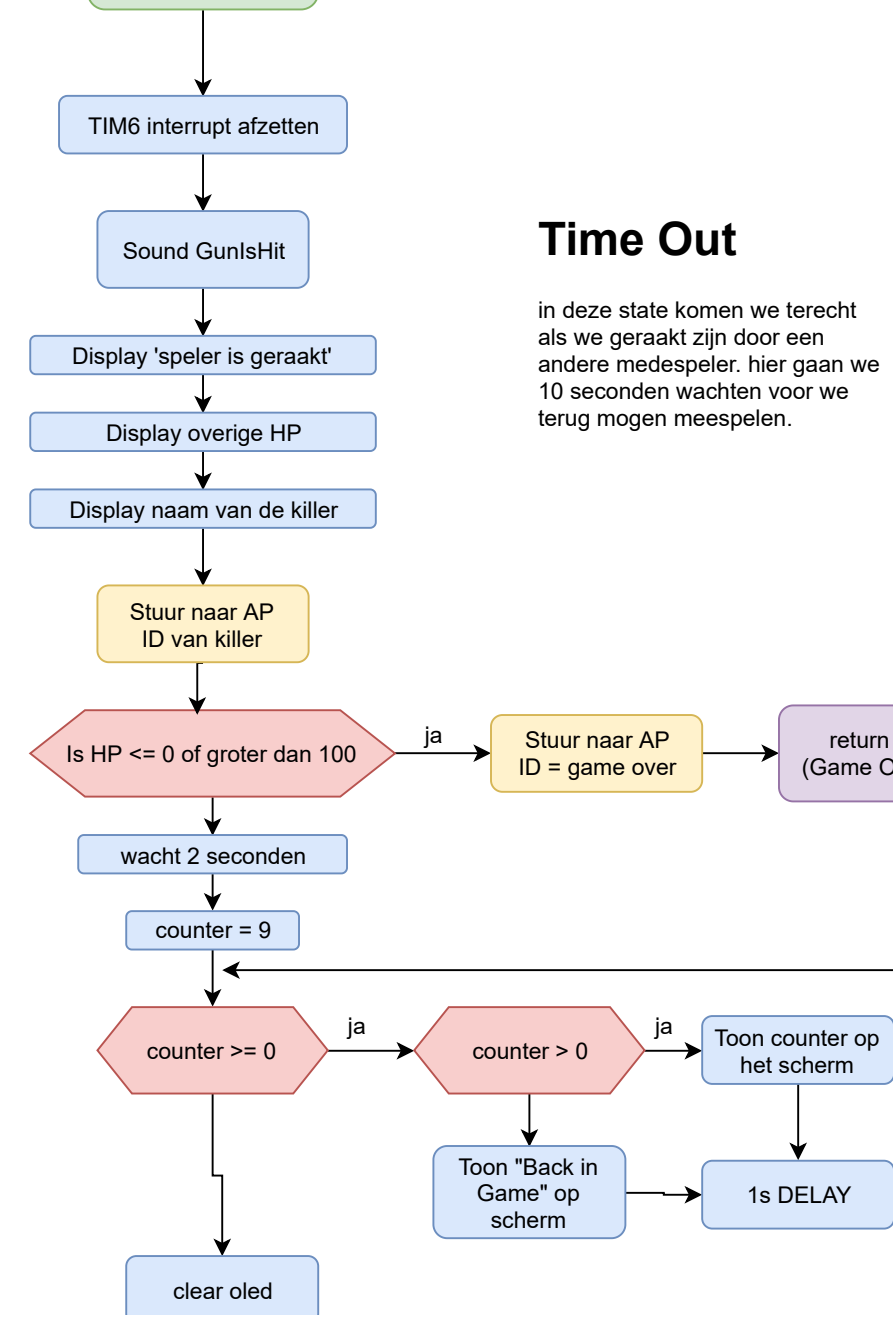 TIM6 interrupt afzetten
Sound GunIsHit
Time Out
in deze state komen we terecht
als we geraakt zijn door een
andere medespeler. hier gaan we
10 seconden wachten voor we
terug mogen meespelen.
Display 'speler is geraakt'
Display overige HP
Display naam van de killer
Stuur naar AP
ID van killer
Is HP <= 0 of groter dan 100
ja
Stuur naar AP
ID = game over
return
(Game
wacht 2 seconden
counter = 9
counter >= 0
ja
counter > 0
ja
Toon counter op
het scherm
Toon "Back in
Game" op
scherm
1s DELAY
clear oled